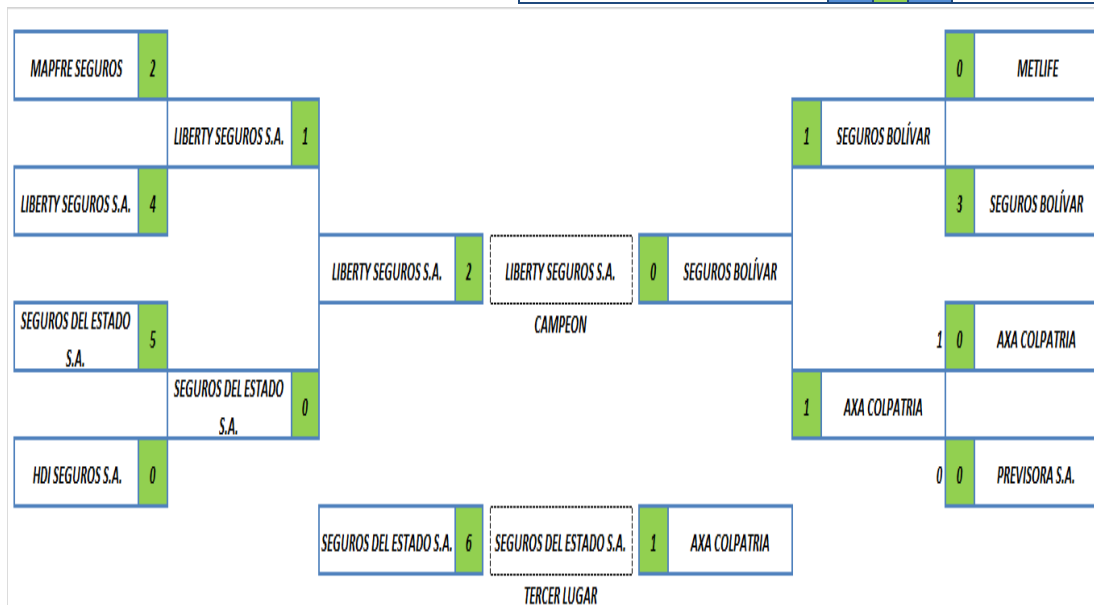 MAPFRE SEGUROS 2
0 METLIFE
LIBERTY SEGUROS S.A. 1
1 SEGUROS BOLÍVAR
LIBERTY SEGUROS S.A. 4
3 SEGUROS BOLÍVAR
LIBERTY SEGUROS S.A. 2
LIBERTY SEGUROS S.A.
0 SEGUROS BOLÍVAR
CAMPEON
SEGUROS DEL ESTADO
S.A.
5
1 0 AXA COLPATRIA
SEGUROS DEL ESTADO
S.A.
0
1 AXA COLPATRIA
HDI SEGUROS S.A. 0
0 0 PREVISORA S.A.
SEGUROS DEL ESTADO S.A. 6
SEGUROS DEL ESTADO S.A.
1 AXA COLPATRIA
TERCER LUGAR